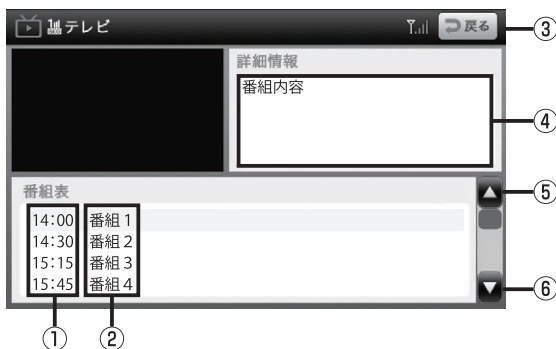 テレビ
戻る
③
詳細情報
番組内容
④
番組表
⑤
14:00 番組1
14:30 番組2
15:15 番組3
15:45 番組4
⑥
① ②